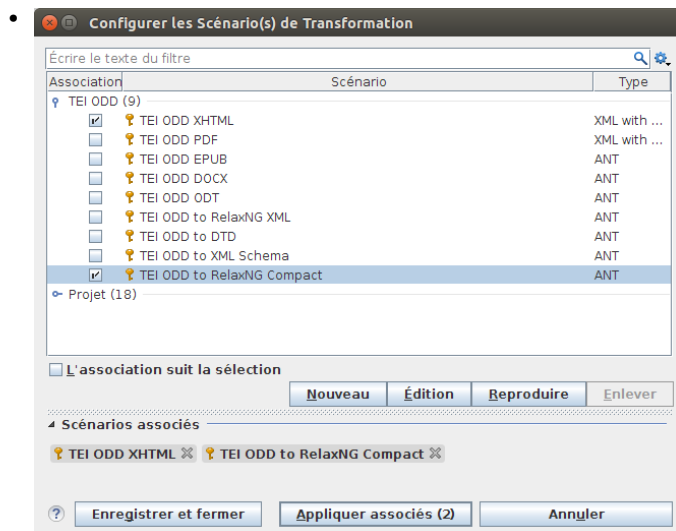 Configurer les Scénario(s) de Transformation
Écrire le texte du filtre
Association Scénario Type
TEI ODD (9)
TEI ODD XHTML XML with ...
TEI ODD PDF XML with ...
TEI ODD EPUB ANT
TEI ODD DOCX ANT
TEI ODD ODT ANT
TEI ODD to RelaxNG XML ANT
TEI ODD to DTD ANT
TEI ODD to XML Schema ANT
TEI ODD to RelaxNG Compact ANT
Projet (18)
L'association suit la sélection
Nouveau Édition Reproduire Enlever
Scénarios associés
TEI ODD XHTML TEI ODD to RelaxNG Compact
? Enregistrer et fermer Appliquer associés (2) Annuler